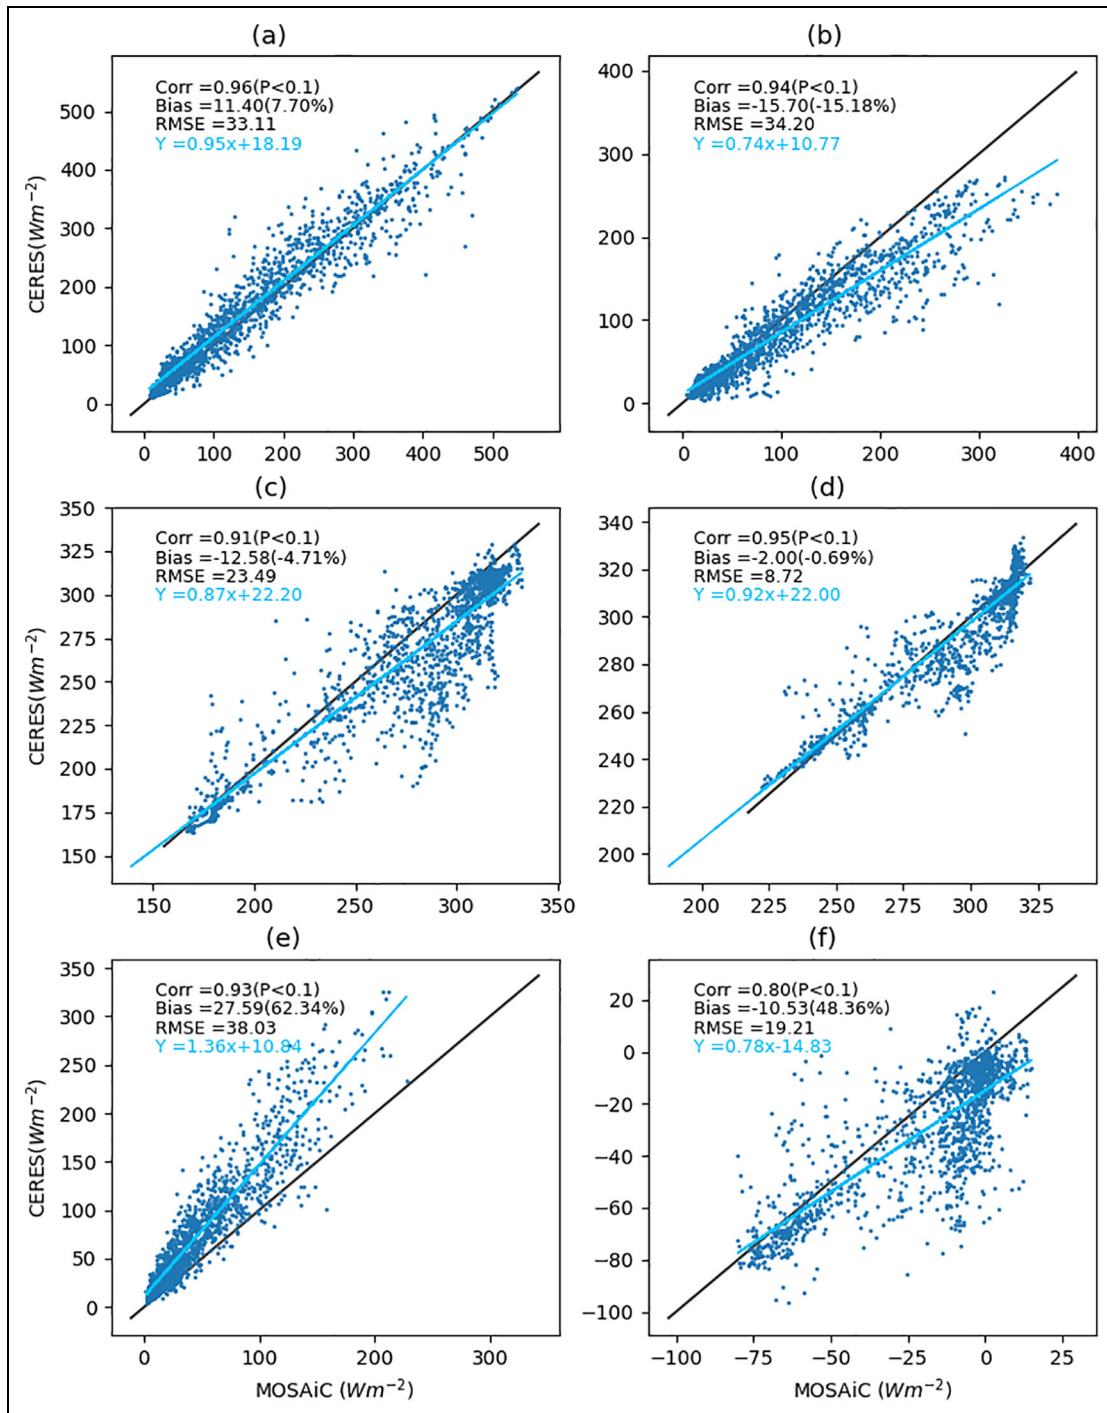 (a)
Corr =0.96(P<0.1)
Bias =11.40(7.70%)
RMSE =33.11
Y =0.95x+18.19
500
400
300
200
100
0
CERES(Wm⁻²)
0 100 200 300 400 500
(b)
Corr =0.94(P<0.1)
Bias =-15.70(-15.18%)
RMSE =34.20
Y =0.74x+10.77
400
300
200
100
0
0 100 200 300 400
(c)
Corr =0.91(P<0.1)
Bias =-12.58(-4.71%)
RMSE =23.49
Y =0.87x+22.20
350
325
300
275
250
225
200
175
150
CERES(Wm⁻²)
150 200 250 300 350
(d)
Corr =0.95(P<0.1)
Bias =-2.00(-0.69%)
RMSE =8.72
Y =0.92x+22.00
340
320
300
280
260
240
220
200
200 225 250 275 300 325
(e)
Corr =0.93(P<0.1)
Bias =27.59(62.34%)
RMSE =38.03
Y =1.36x+10.84
350
300
250
200
150
100
50
0
CERES(Wm⁻²)
0 100 200 300
MOSAiC (Wm⁻²)
(f)
Corr =0.80(P<0.1)
Bias =-10.53(48.36%)
RMSE =19.21
Y =0.78x-14.83
20
0
−20
−40
−60
−80
−100
−100 −75 −50 −25 0 25
MOSAiC (Wm⁻²)